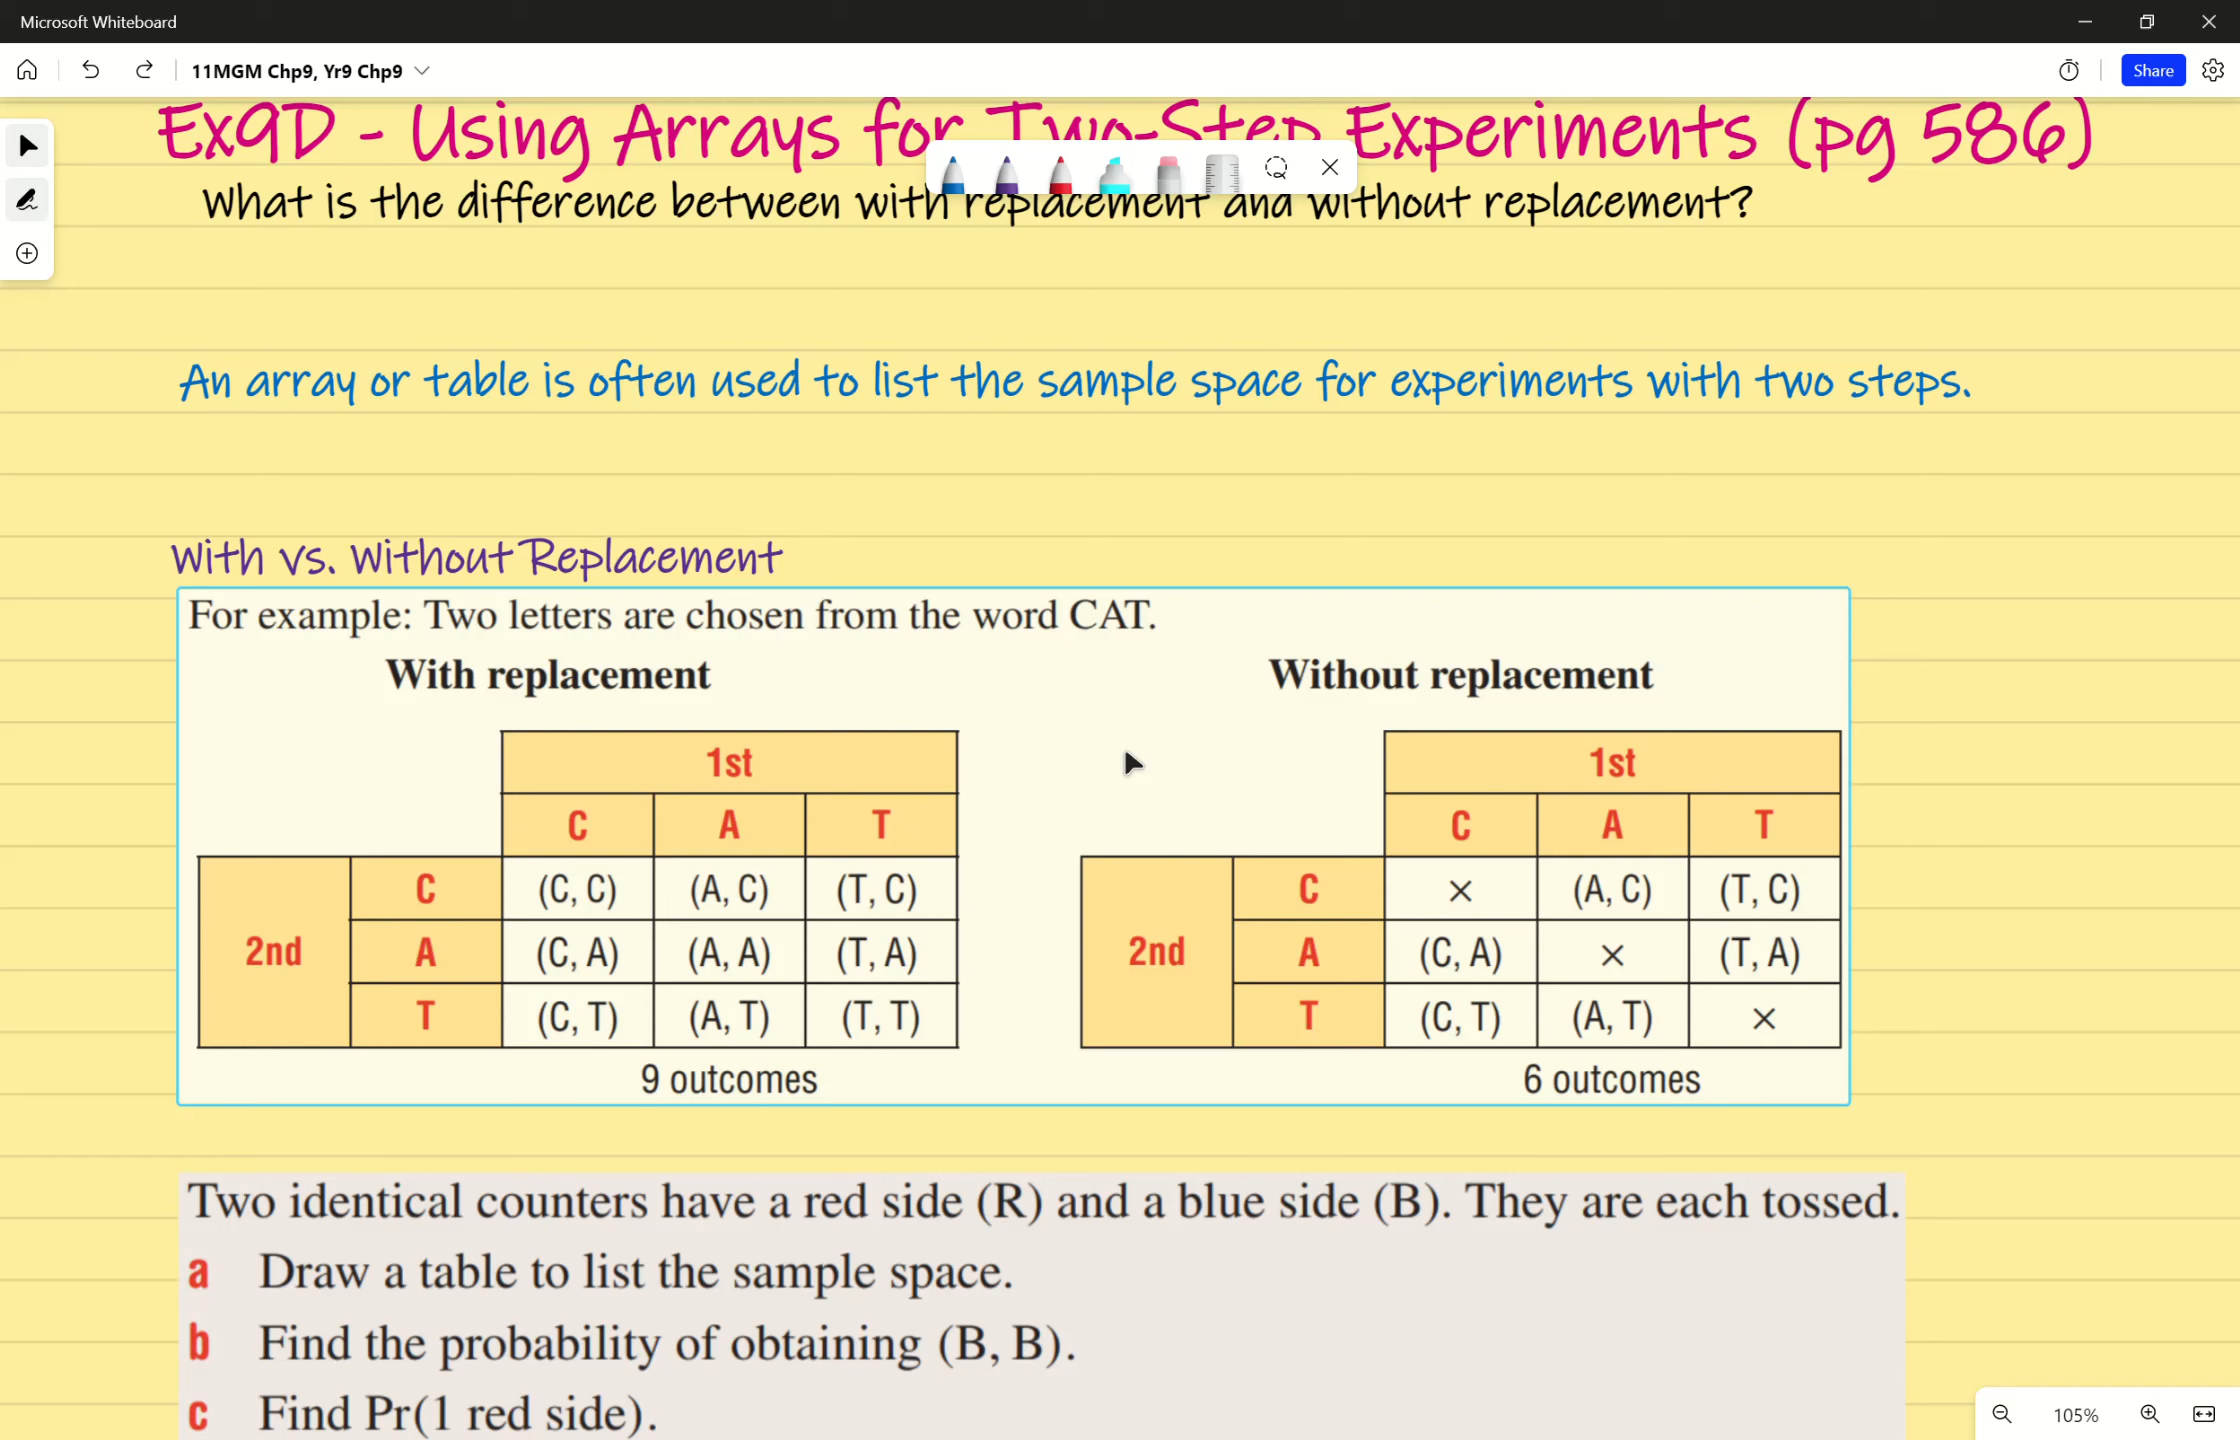 Microsoft Whiteboard
11MGM Chp9, Yr9 Chp9
Share
Ex9D - Using Arrays for Two-Step Experiments (pg 586)
What is the difference between with replacement and without replacement?
An array or table is often used to list the sample space for experiments with two steps.
With vs. Without Replacement
For example: Two letters are chosen from the word CAT.
With replacement Without replacement
1st 1st
C A T C A T
C (C, C) (A, C) (T, C) C × (A, C) (T, C)
2nd A (C, A) (A, A) (T, A) 2nd A (C, A) × (T, A)
T (C, T) (A, T) (T, T) T (C, T) (A, T) ×
9 outcomes 6 outcomes
Two identical counters have a red side (R) and a blue side (B). They are each tossed.
a Draw a table to list the sample space.
b Find the probability of obtaining (B, B).
c Find Pr(1 red side).
105%